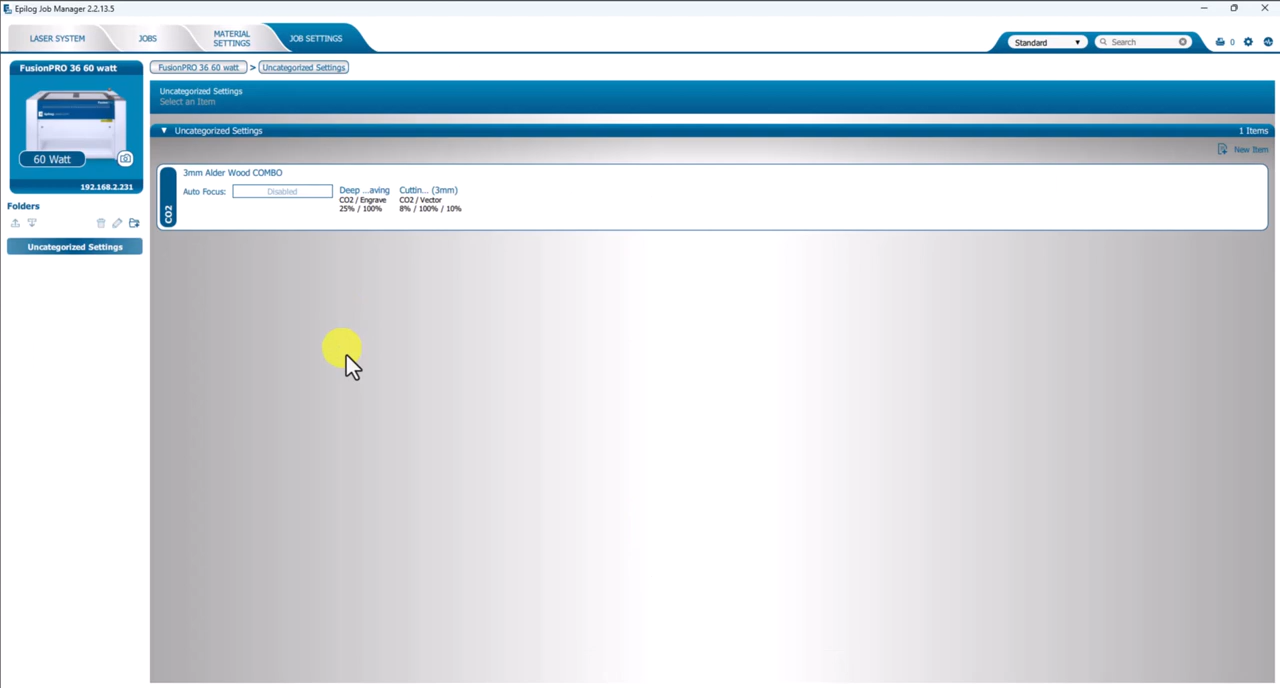 Epilog Job Manager 2.2.13.5
LASER SYSTEM
JOBS
MATERIAL
SETTINGS
JOB SETTINGS
Standard
Search
0
FusionPRO 36 60 watt
60 Watt
192.168.2.231
Folders
Uncategorized Settings
FusionPRO 36 60 watt > Uncategorized Settings
Uncategorized Settings
Select an Item
Uncategorized Settings
1 Items
New Item
CO2
3mm Alder Wood COMBO
Auto Focus: Disabled
Deep ...aving
CO2 / Engrave
25% / 100%
Cuttin... (3mm)
CO2 / Vector
8% / 100% / 10%